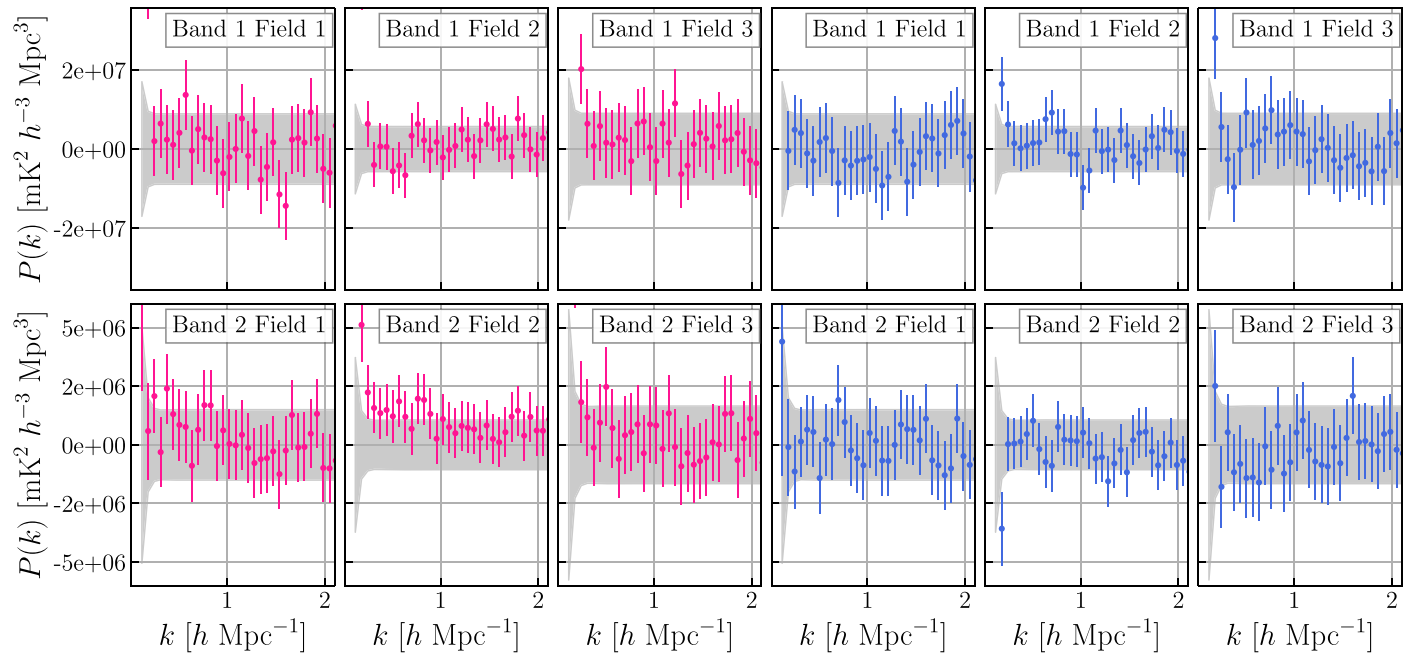 Band 1 Field 1 Band 1 Field 2 Band 1 Field 3 Band 1 Field 1 Band 1 Field 2 Band 1 Field 3
P(k) [mK² h⁻³ Mpc³]
2e+07
0e+00
-2e+07
Band 2 Field 1 Band 2 Field 2 Band 2 Field 3 Band 2 Field 1 Band 2 Field 2 Band 2 Field 3
P(k) [mK² h⁻³ Mpc³]
5e+06
2e+06
0e+00
-2e+06
-5e+06
1 2 1 2 1 2 1 2 1 2 1 2
k [h Mpc⁻¹] k [h Mpc⁻¹] k [h Mpc⁻¹] k [h Mpc⁻¹] k [h Mpc⁻¹] k [h Mpc⁻¹]